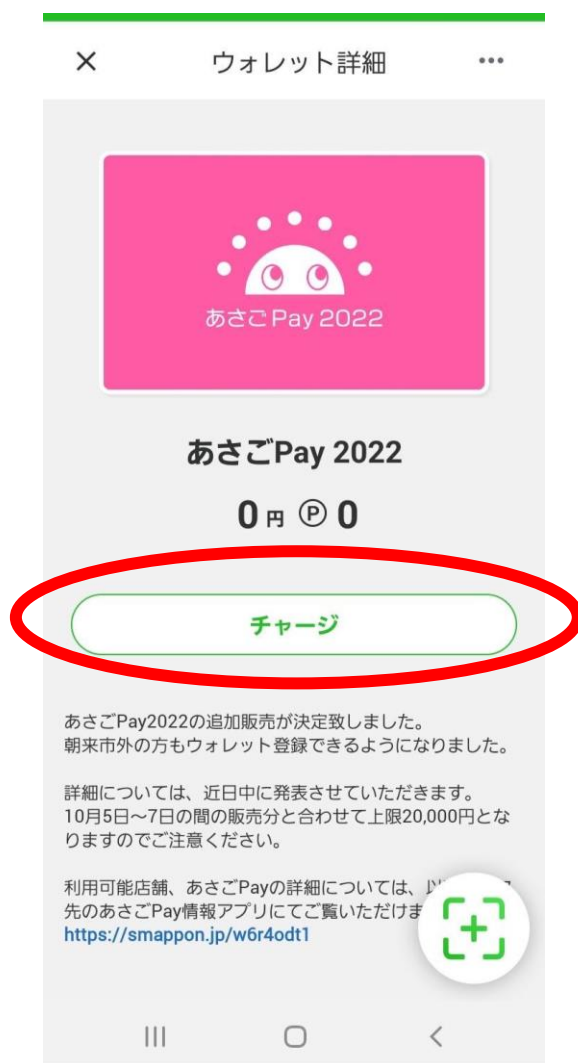 ウォレット詳細
あさご Pay 2022
あさごPay 2022
0 円 Ⓟ 0
チャージ
あさごPay2022の追加販売が決定致しました。
朝来市外の方もウォレット登録できるようになりました。
詳細については、近日中に発表させていただきます。
10月5日~7日の間の販売分と合わせて上限20,000円とな
りますのでご注意ください。
利用可能店舗、あさごPayの詳細については、
先のあさごPay情報アプリにてご覧いただけま
https://smappon.jp/w6r4odt1